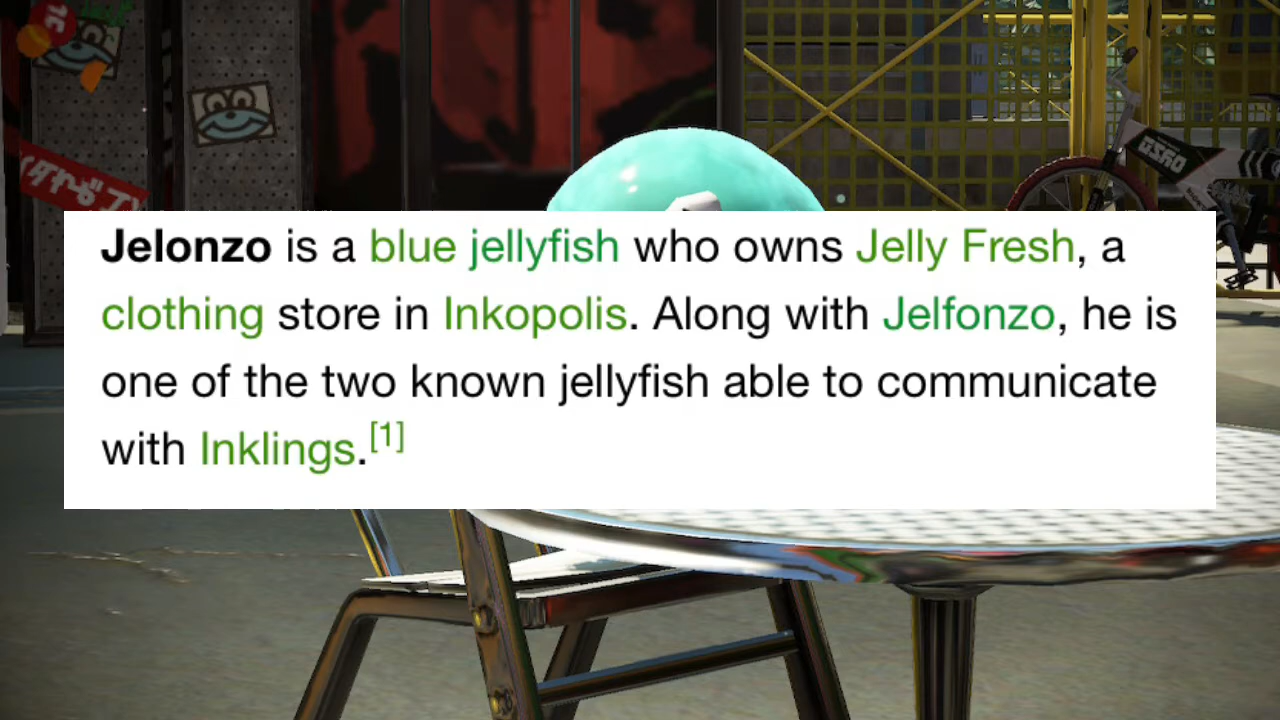 Jelonzo is a blue jellyfish who owns Jelly Fresh, a
clothing store in Inkopolis. Along with Jelfonzo, he is
one of the two known jellyfish able to communicate
with Inklings.[1]